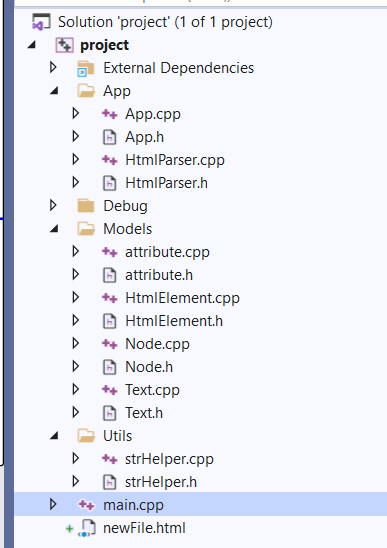 Solution 'project' (1 of 1 project)
project
External Dependencies
App
App.cpp
App.h
HtmlParser.cpp
HtmlParser.h
Debug
Models
attribute.cpp
attribute.h
HtmlElement.cpp
HtmlElement.h
Node.cpp
Node.h
Text.cpp
Text.h
Utils
strHelper.cpp
strHelper.h
main.cpp
newFile.html